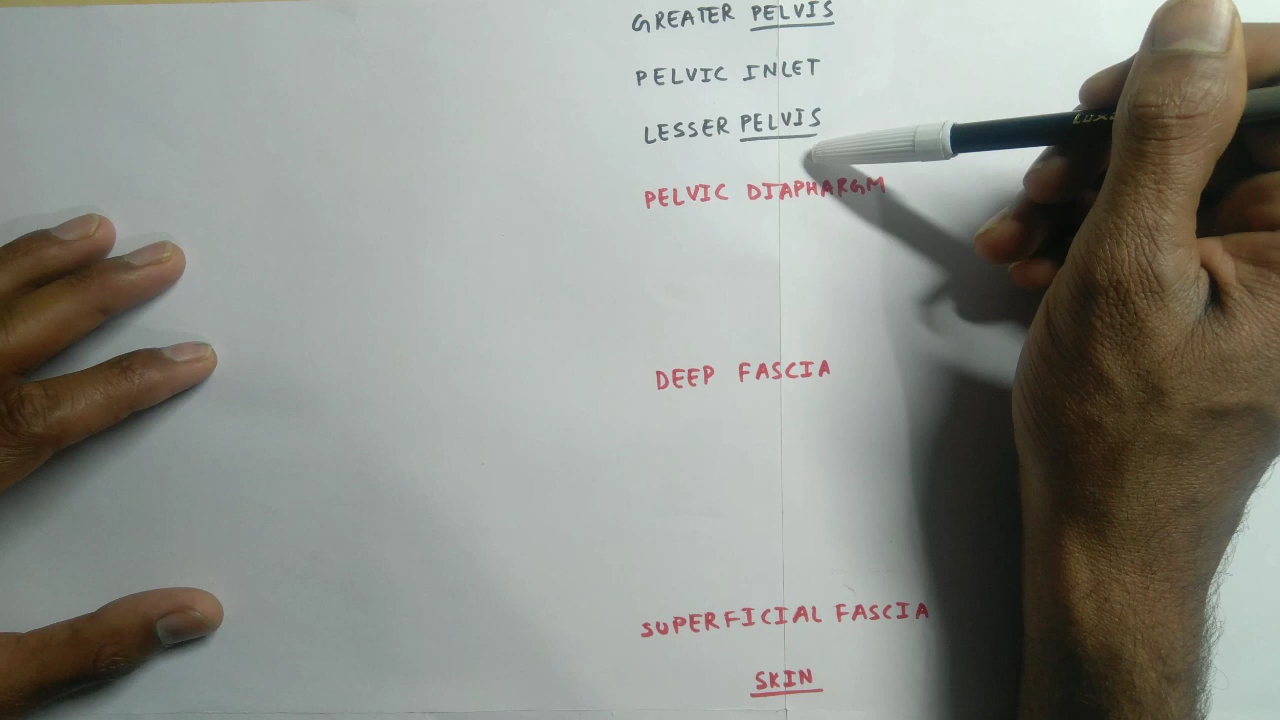 GREATER PELVIS
PELVIC INLET
LESSER PELVIS
PELVIC DIAPHARGM
DEEP FASCIA
SUPERFICIAL FASCIA
SKIN